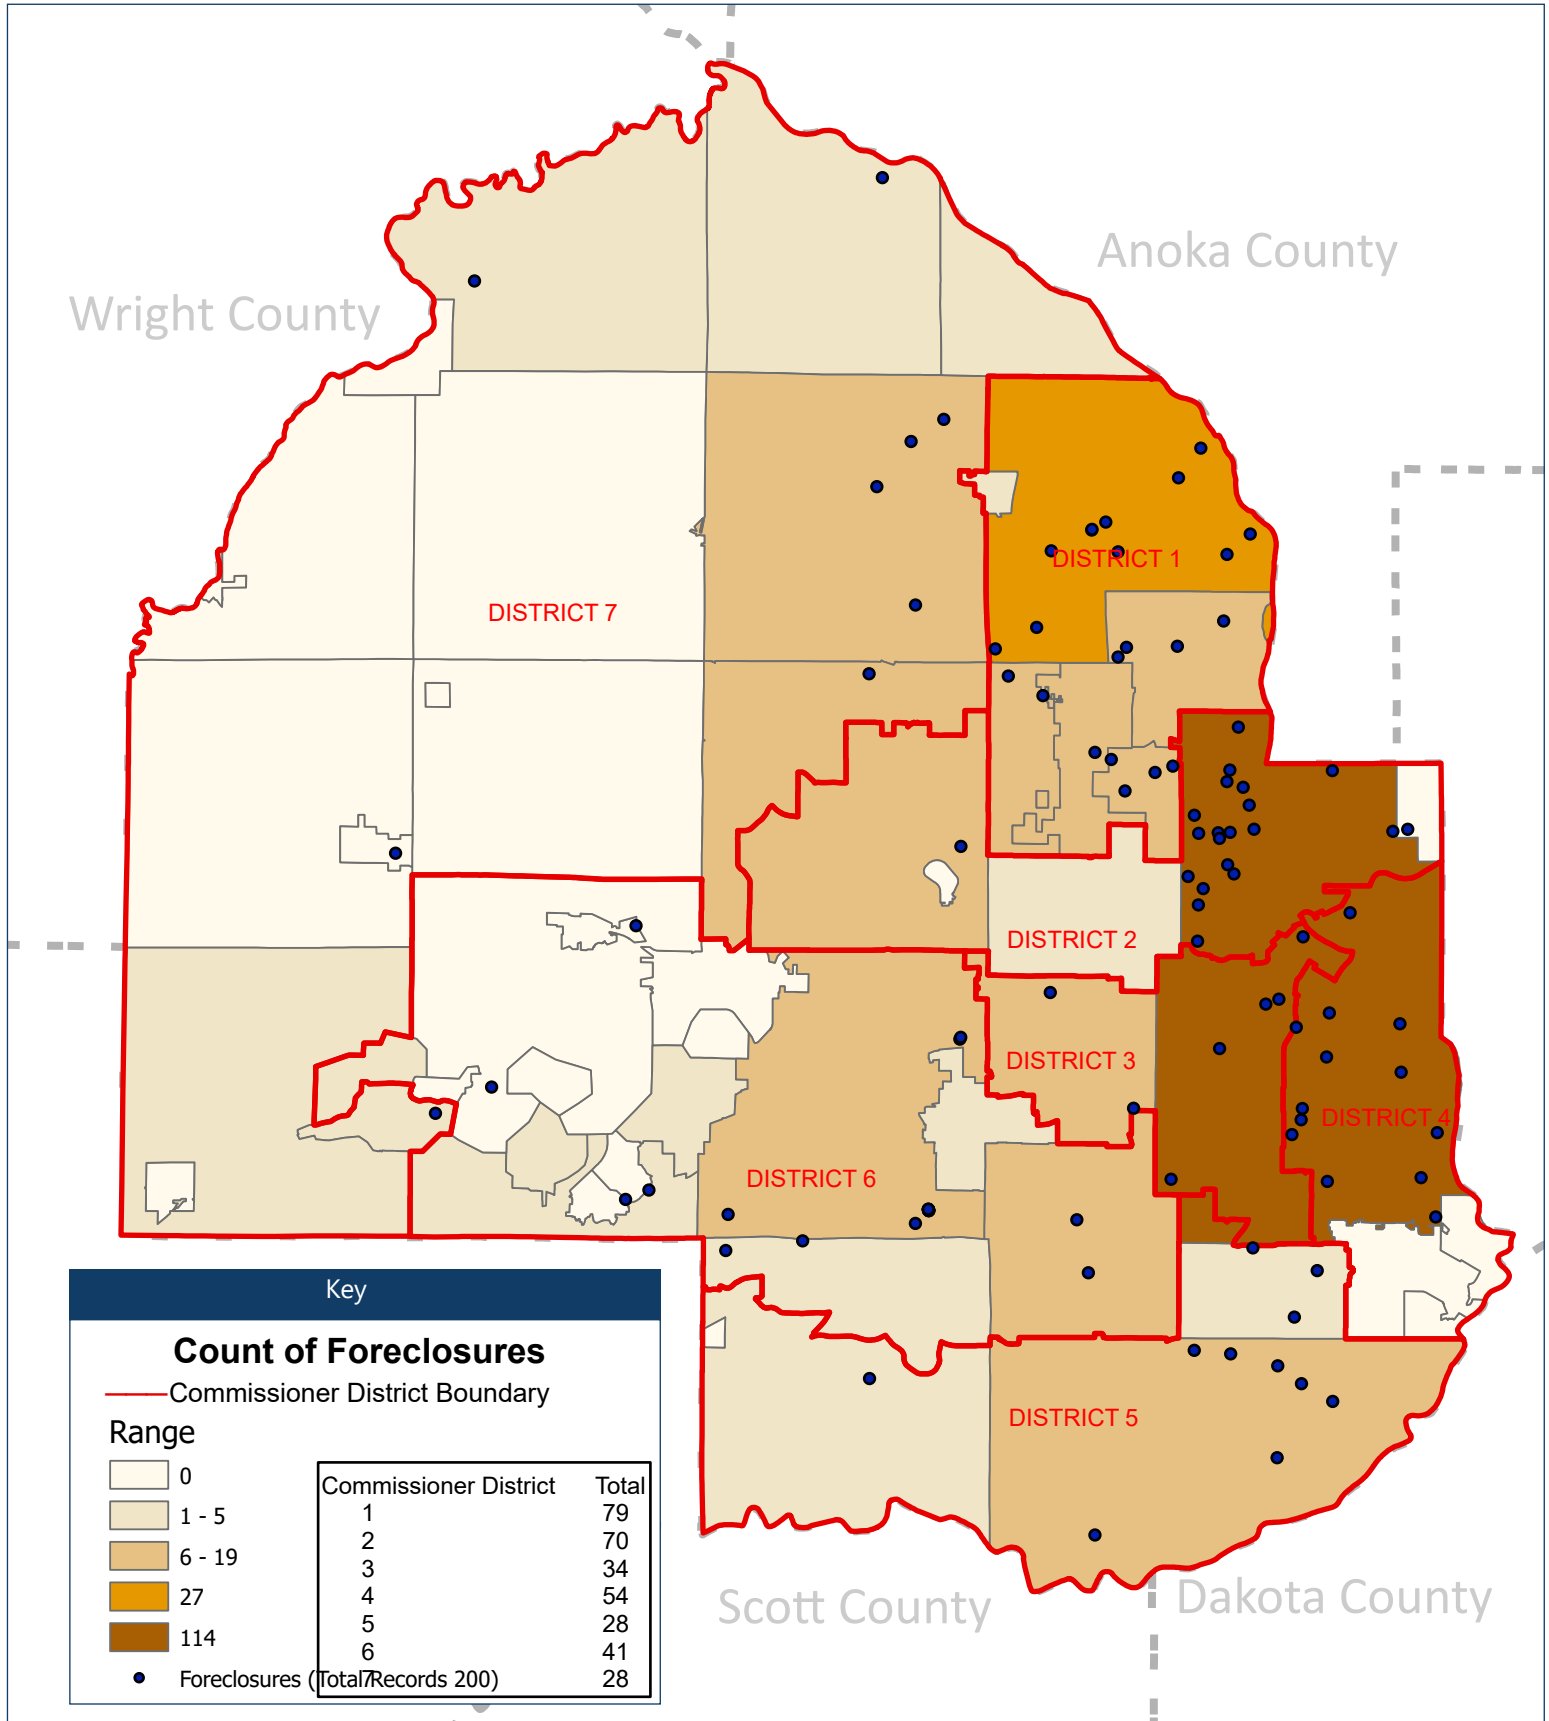 Anoka County
Wright County
DISTRICT 1
DISTRICT 7
DISTRICT 2
DISTRICT 3
DISTRICT 4
DISTRICT 6
DISTRICT 5
Scott County
Dakota County
Key
Count of Foreclosures
Commissioner District Boundary
Range
0
1 - 5
6 - 19
27
114
Foreclosures (Total Records 200)
Commissioner District Total
1 79
2 70
3 34
4 54
5 28
6 41
7 28